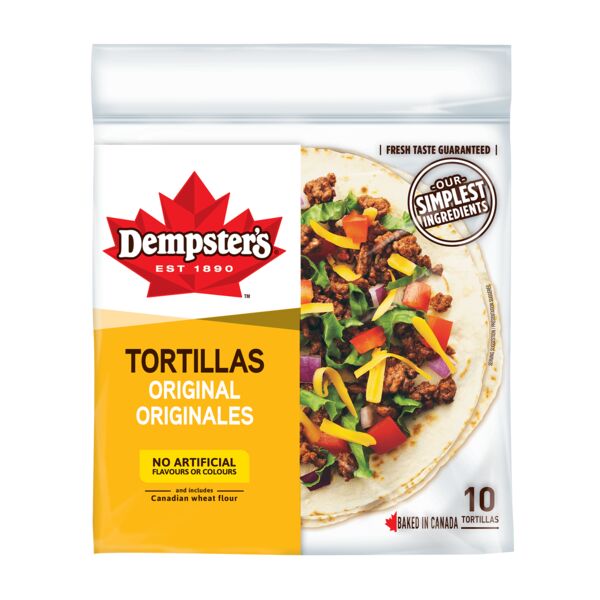 | FRESH TASTE GUARANTEED |
-OUR-
SIMPLEST
INGREDIENTS
Dempster's
EST 1890
™
TORTILLAS
ORIGINAL
ORIGINALES
NO ARTIFICIAL
FLAVOURS OR COLOURS
and includes
Canadian wheat flour
BAKED IN CANADA
10
TORTILLAS